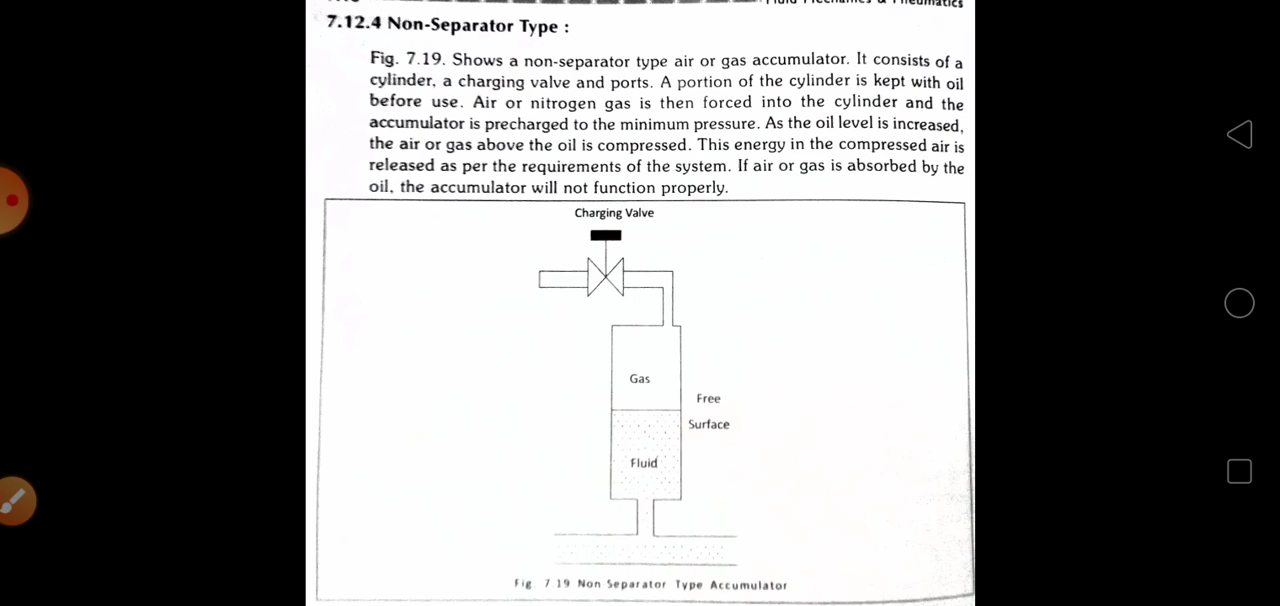 Fluid Mechanics & Pneumatics
7.12.4 Non-Separator Type :
Fig. 7.19. Shows a non-separator type air or gas accumulator. It consists of a
cylinder, a charging valve and ports. A portion of the cylinder is kept with oil
before use. Air or nitrogen gas is then forced into the cylinder and the
accumulator is precharged to the minimum pressure. As the oil level is increased,
the air or gas above the oil is compressed. This energy in the compressed air is
released as per the requirements of the system. If air or gas is absorbed by the
oil, the accumulator will not function properly.
Charging Valve
Gas
Free
Surface
Fluid
Fig 7.19 Non Separator Type Accumulator